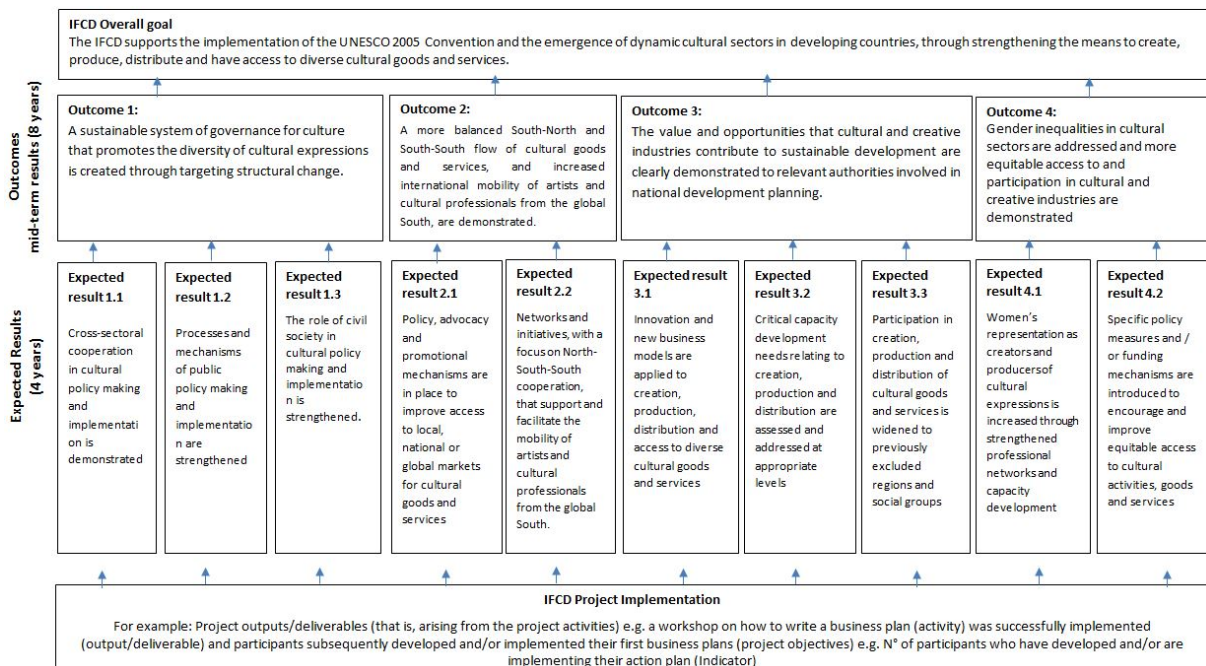 IFCD Overall goal
The IFCD supports the implementation of the UNESCO 2005 Convention and the emergence of dynamic cultural sectors in developing countries, through strengthening the means to create,
produce, distribute and have access to diverse cultural goods and services.
Outcomes
mid-term results (8 years)
Outcome 1:
A sustainable system of governance for culture
that promotes the diversity of cultural expressions
is created through targeting structural change.
Outcome 2:
A more balanced South-North and
South-South flow of cultural goods
and services, and increased
international mobility of artists and
cultural professionals from the global
South, are demonstrated.
Outcome 3:
The value and opportunities that cultural and creative
industries contribute to sustainable development are
clearly demonstrated to relevant authorities involved in
national development planning.
Outcome 4:
Gender inequalities in cultural
sectors are addressed and more
equitable access to and
participation in cultural and
creative industries are
demonstrated
Expected Results
(4 years)
Expected
result 1.1
Cross-sectoral
cooperation
in cultural
policy making
and
implementati
on is
demonstrated
Expected
result 1.2
Processes and
mechanisms
of public
policy making
and
implementatio
n are
strengthened
Expected
result 1.3
The role of civil
society in
cultural policy
making and
implementatio
n is
strengthened.
Expected
result 2.1
Policy, advocacy
and
promotional
mechanisms are
in place to
improve access
to local,
national or
global markets
for cultural
goods and
services
Expected
result 2.2
Networks and
initiatives, with a
focus on North-
South-South
cooperation,
that support and
facilitate the
mobility of
artists and
cultural
professionals
from the global
South.
Expected result
3.1
Innovation and
new business
models are
applied to
creation,
production,
distribution and
access to diverse
cultural goods
and services
Expected
result 3.2
Critical capacity
development
needs relating to
creation,
production and
distribution are
assessed and
addressed at
appropriate
levels
Expected
result 3.3
Participation in
creation,
production and
distribution of
cultural goods
and services is
widened to
previously
excluded
regions and
social groups
Expected
result 4.1
Women's
representation as
creators and
producersof
cultural
expressions is
increased through
strengthened
professional
networks and
capacity
development
Expected
result 4.2
Specific policy
measures and /
or funding
mechanisms are
introduced to
encourage and
improve
equitable access
to cultural
activities, goods
and services
IFCD Project Implementation
For example: Project outputs/deliverables (that is, arising from the project activities) e.g. a workshop on how to write a business plan (activity) was successfully implemented
(output/deliverable) and participants subsequently developed and/or implemented their first business plans (project objectives) e.g. N° of participants who have developed and/or are
implementing their action plan (Indicator)